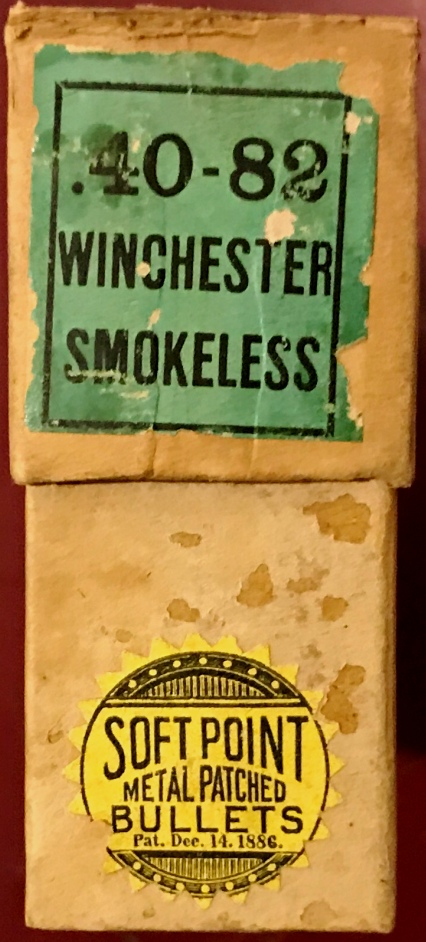 .40-82
WINCHESTER
SMOKELESS
SOFT POINT
METAL PATCHED
BULLETS
Pat. Dec. 14. 1886.